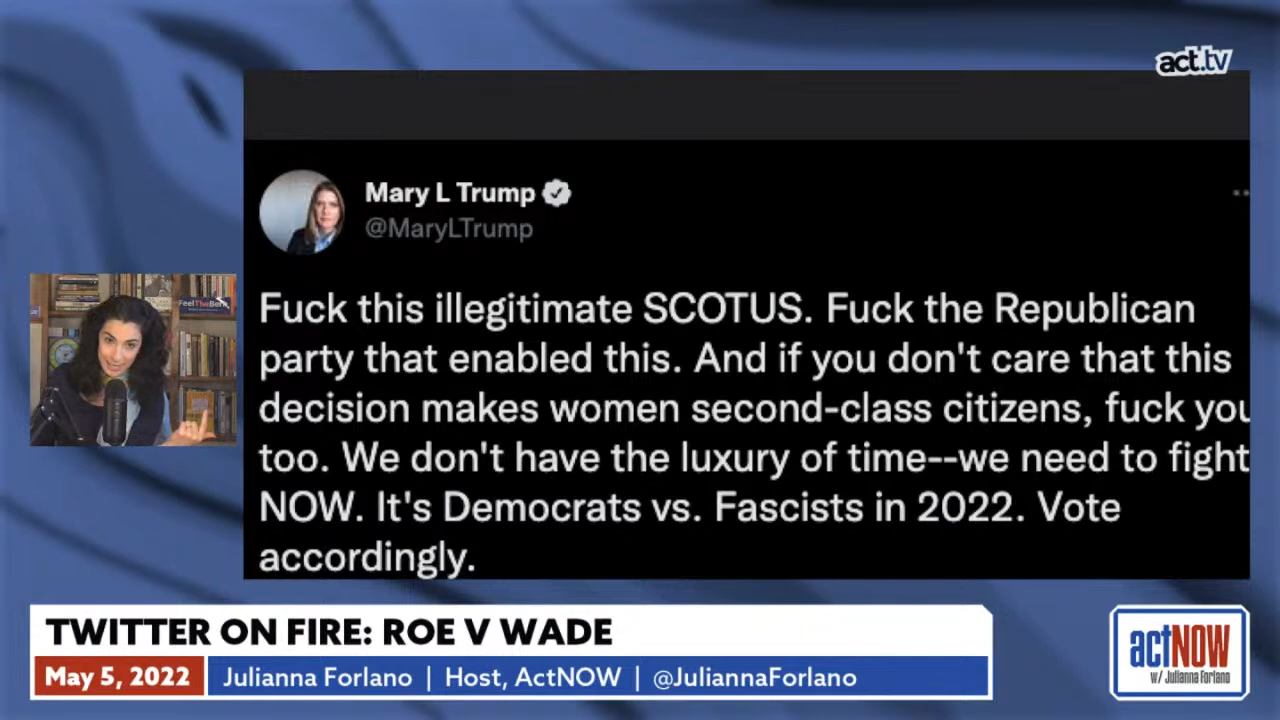 act.tv
Mary L Trump
@MaryLTrump
Fuck this illegitimate SCOTUS. Fuck the Republican
party that enabled this. And if you don't care that this
decision makes women second-class citizens, fuck you
too. We don't have the luxury of time--we need to fight
NOW. It's Democrats vs. Fascists in 2022. Vote
accordingly.
FeelTheBern
TWITTER ON FIRE: ROE V WADE
May 5, 2022
Julianna Forlano | Host, ActNOW | @JuliannaForlano
actNOW
w/ Julianna Forlano